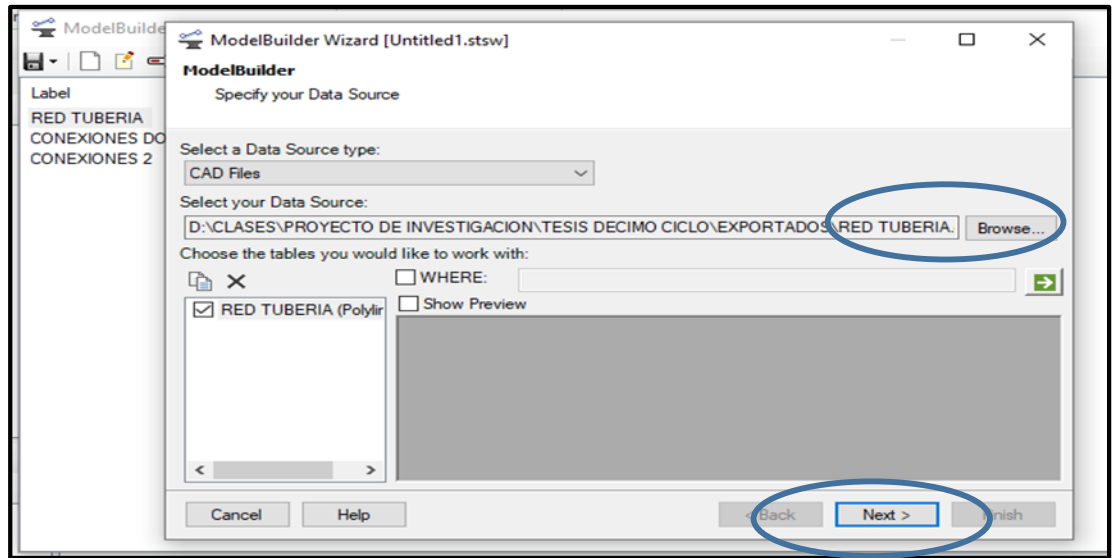 ModelBuilde
ModelBuilder Wizard [Untitled1.stsw]
ModelBuilder
Specify your Data Source
Label
RED TUBERIA
CONEXIONES DO
CONEXIONES 2
Select a Data Source type:
CAD Files
Select your Data Source:
D:\CLASES\PROYECTO DE INVESTIGACION\TESIS DECIMO CICLO\EXPORTADOS\RED TUBERIA. Browse...
Choose the tables you would like to work with:
WHERE:
Show Preview
RED TUBERIA (Polylir
< >
Cancel Help < Back Next > Finish